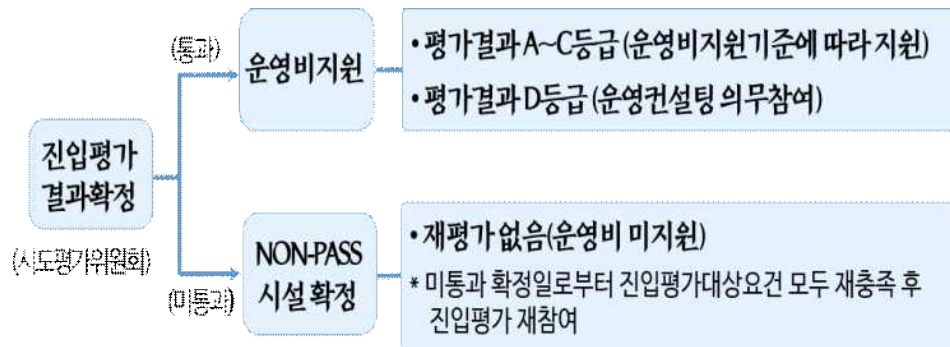 진입평가
결과확정
(시도평가위원회)
(통과)
운영비지원
• 평가결과 A~C등급 (운영비지원기준에 따라 지원)
• 평가결과 D등급 (운영컨설팅 의무참여)
(미통과)
NON-PASS
시설 확정
• 재평가 없음(운영비 미지원)
* 미통과 확정일로부터 진입평가대상요건 모두 재충족 후
진입평가 재참여